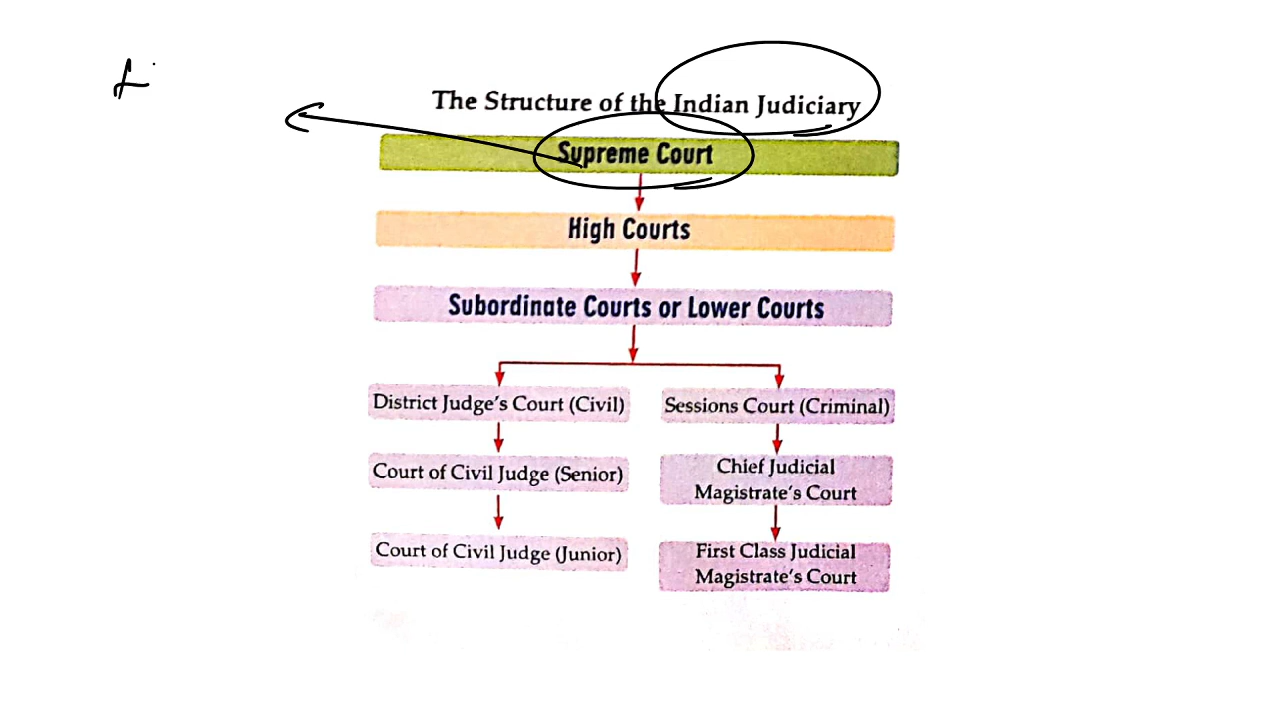 The Structure of the Indian Judiciary
Supreme Court
High Courts
Subordinate Courts or Lower Courts
District Judge's Court (Civil)
Court of Civil Judge (Senior)
Court of Civil Judge (Junior)
Sessions Court (Criminal)
Chief Judicial
Magistrate's Court
First Class Judicial
Magistrate's Court